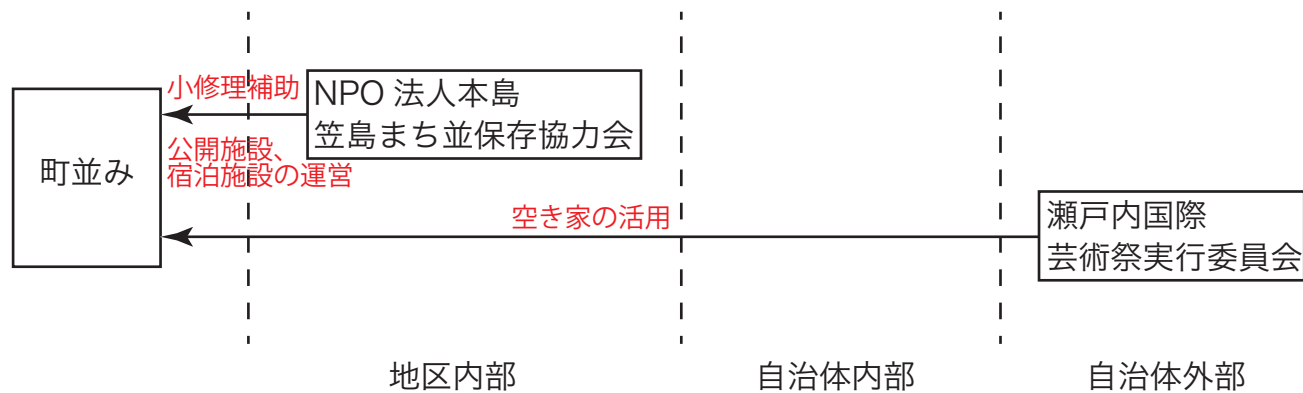 小修理補助
NPO 法人本島
笠島まち並保存協力会
公開施設、
宿泊施設の運営
町並み
空き家の活用
瀬戸内国際
芸術祭実行委員会
地区内部
自治体内部
自治体外部